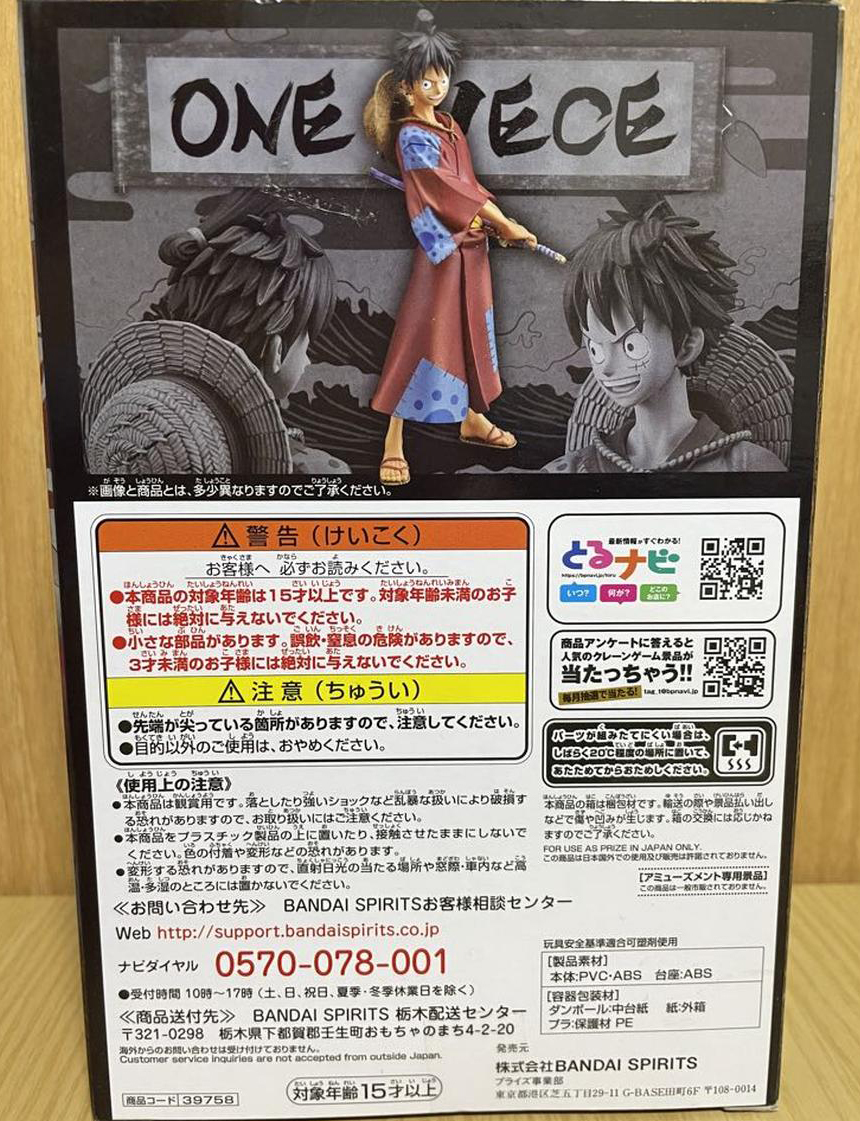 ONE PIECE
※画像と商品とは、多少異なりますのでご了承ください。
警告（けいこく）
お客様へ 必ずお読みください。
●本商品の対象年齢は15才以上です。対象年齢未満のお子
様には絶対に与えないでください。
●小さな部品があります。誤飲・窒息の危険がありますので、
3才未満のお子様には絶対に与えないでください。
注意（ちゅうい）
●先端が尖っている箇所がありますので、注意してください。
●目的以外のご使用は、おやめください。
《使用上の注意》
●本商品は観賞用です。落としたり強いショックなど乱暴な扱いにより破損す
る恐れがありますので、お取り扱いにはご注意ください。
●本商品をプラスチック製品の上に置いたり、接触させたままにしないで
ください。色の付着や変形などの恐れがあります。
●変形する恐れがありますので、直射日光の当たる場所や窓際・車内など高
温・多湿のところには置かないでください。
≪お問い合わせ先≫ BANDAI SPIRITSお客様相談センター
Web http://support.bandaispirits.co.jp
ナビダイヤル 0570-078-001
●受付時間 10時～17時（土、日、祝日、夏季・冬季休業日を除く）
≪商品送付先≫ BANDAI SPIRITS 栃木配送センター
〒321-0298 栃木県下都賀郡壬生町おもちゃのまち4-2-20
海外からのお問い合わせは受け付けておりません。
Customer service inquiries are not accepted from outside Japan.
商品コード 39758
対象年齢15才以上
最新情報がすぐわかる!
とるナビ
https://bpnavi.jp/toru
いつ? 何が? どこのお店に?
商品アンケートに答えると
人気のクレーンゲーム景品が
当たっちゃう!!
毎月抽選で当たる! tag_t@bpnavi.jp
パーツが組みたてにくい場合は、
しばらく20℃程度の場所に置いて、
あたためてからおためしください。
本商品の箱は梱包材です。輸送の際や景品払い出し
などで傷や凹みが生じます。箱の交換には応じかね
ますのでご了承ください。
FOR USE AS PRIZE IN JAPAN ONLY.
この商品は日本国外での使用及び販売は許諾されておりません。
【アミューズメント専用景品】
この商品は一般市販されておりません。
玩具安全基準適合可塑剤使用
[製品素材]
本体:PVC・ABS 台座:ABS
[容器包装材]
ダンボール:中台紙 紙:外箱
プラ:保護材 PE
発売元
株式会社BANDAI SPIRITS
プライズ事業部
東京都港区芝五丁目29-11 G-BASE田町6F 〒108-0014